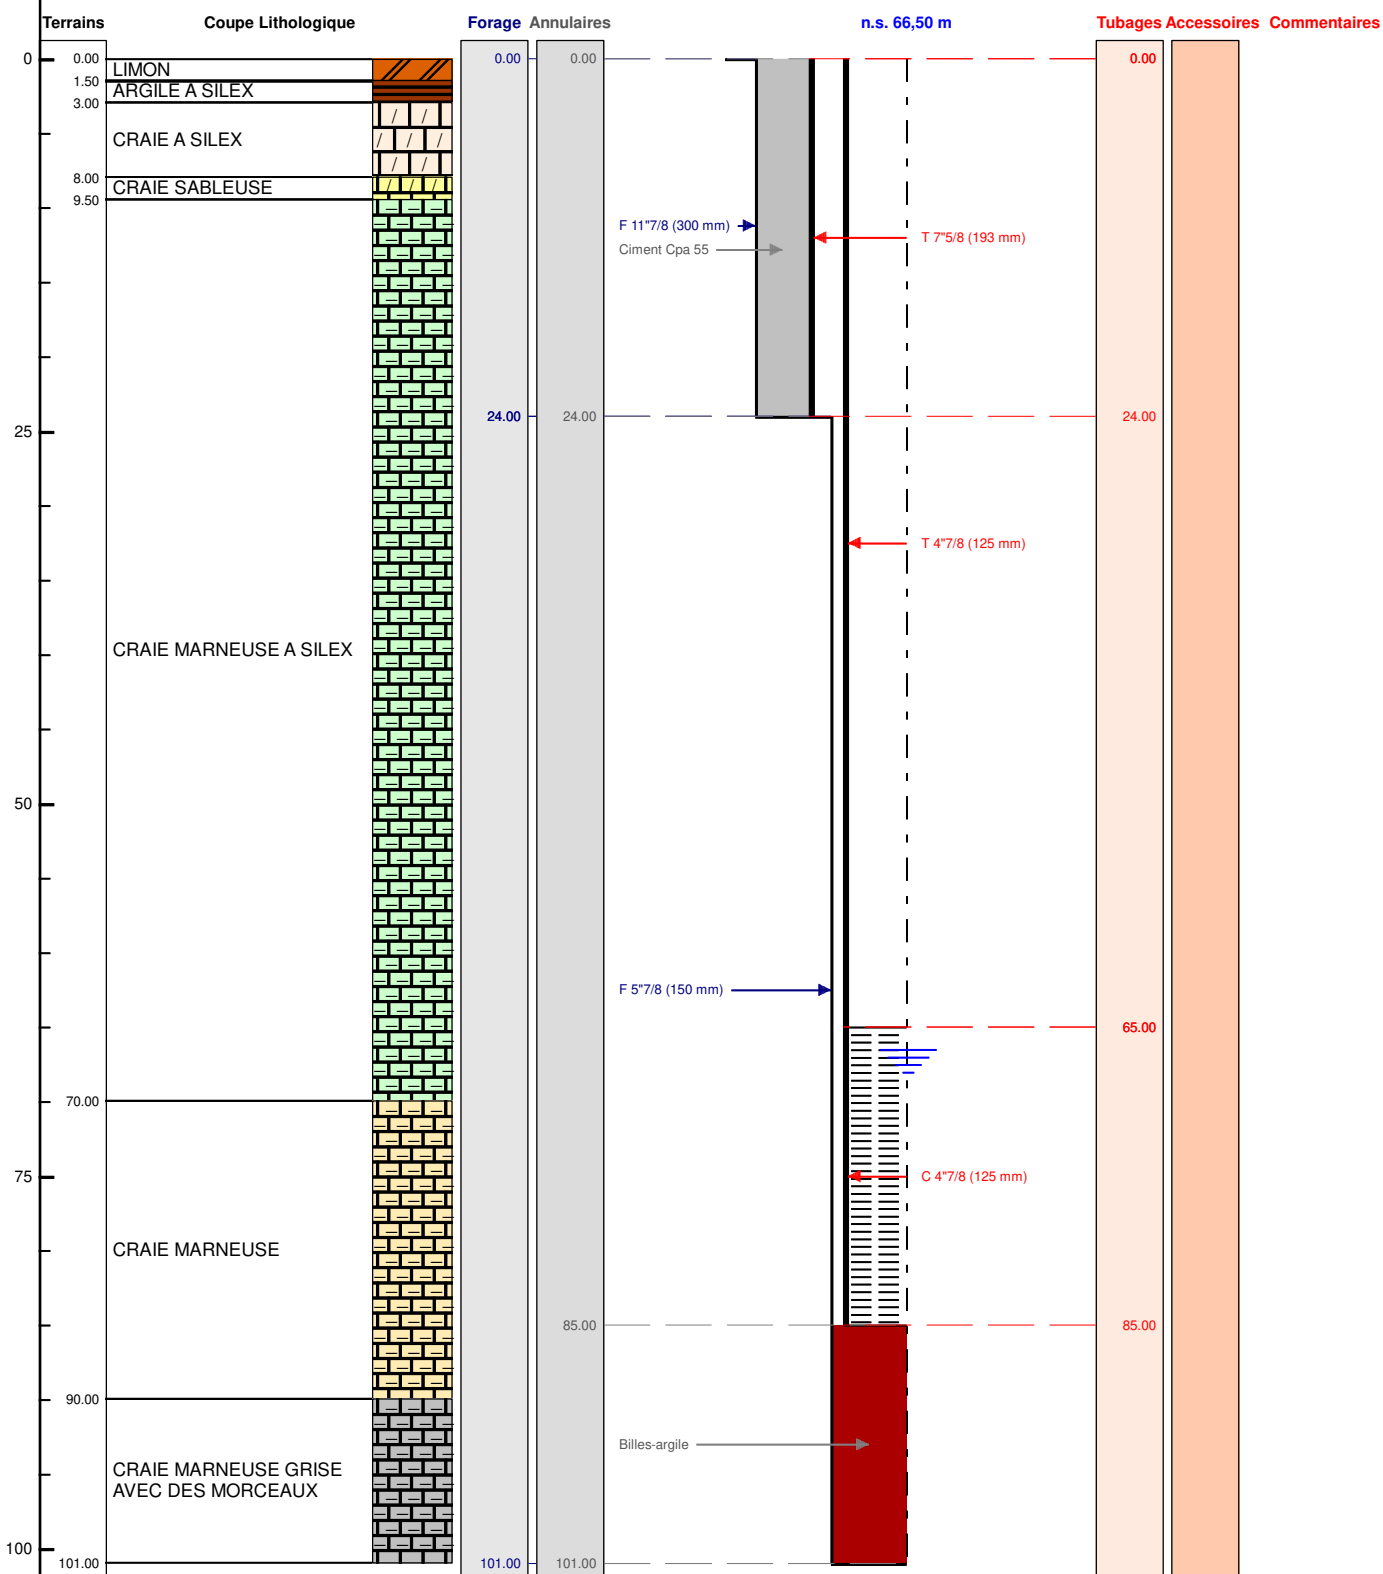 Terrains Coupe Lithologique Forage Annulaires n.s. 66,50 m Tubages Accessoires Commentaires
0 0.00 0.00 0.00 0.00
LIMON
1.50
ARGILE A SILEX
3.00
CRAIE A SILEX
8.00
CRAIE SABLEUSE
9.50
F 11"7/8 (300 mm)
T 7"5/8 (193 mm)
Ciment Cpa 55
24.00 24.00 24.00
25
T 4"7/8 (125 mm)
CRAIE MARNEUSE A SILEX
50
F 5"7/8 (150 mm)
65.00
70.00
75 C 4"7/8 (125 mm)
CRAIE MARNEUSE
85.00 85.00
90.00
Billes-argile
CRAIE MARNEUSE GRISE
AVEC DES MORCEAUX
100
101.00 101.00 101.00